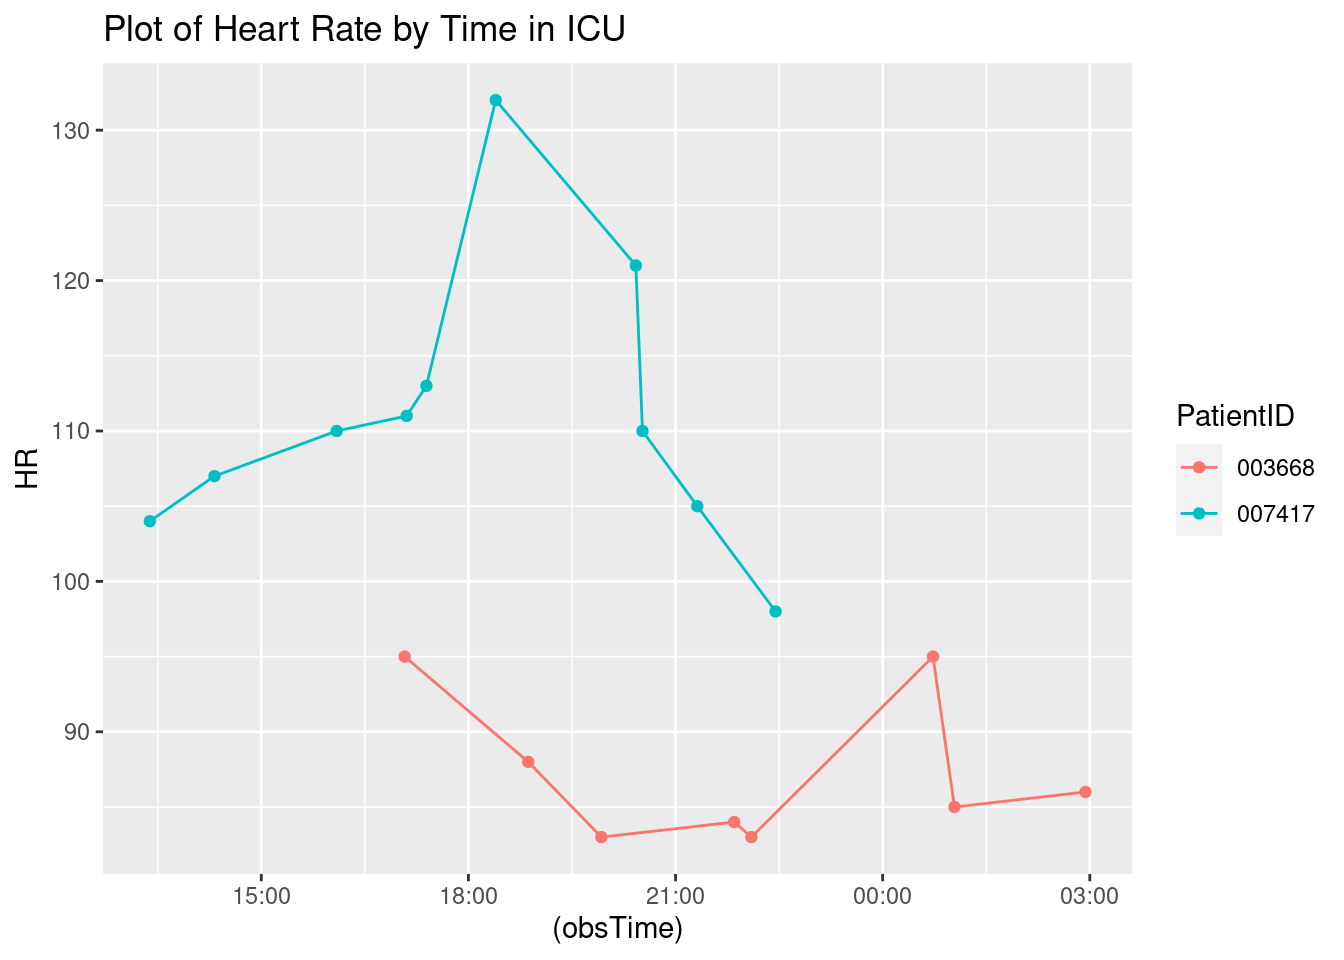 Plot of Heart Rate by Time in ICU
130
120
110
100
90
HR
15:00 18:00 21:00 00:00 03:00
(obsTime)
PatientID
003668
007417